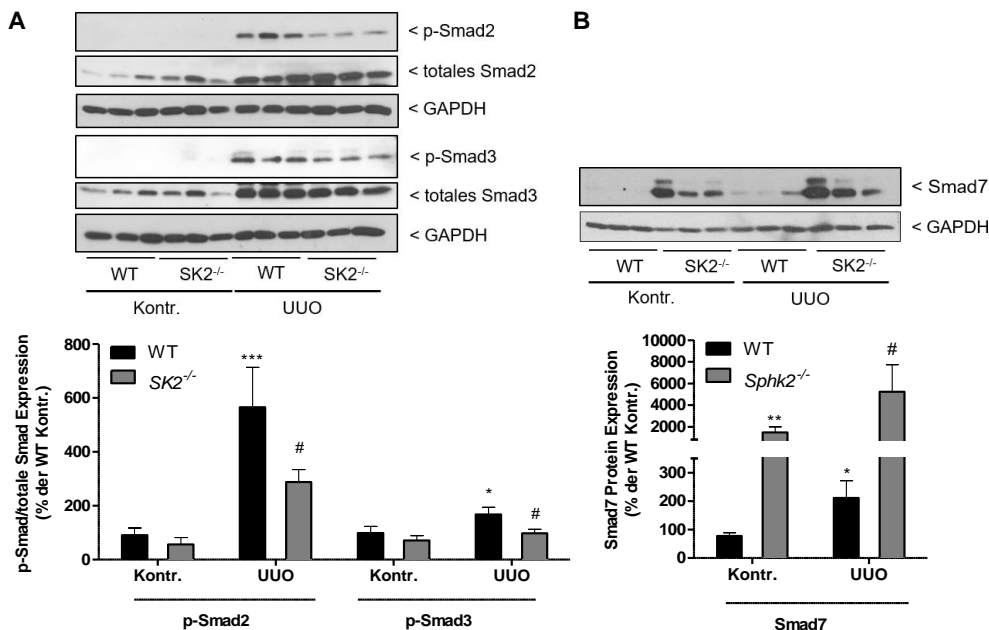 A
< p-Smad2
< totales Smad2
< GAPDH
< p-Smad3
< totales Smad3
< GAPDH
WT SK2-/- WT SK2-/-
Kontr. UUO
p-Smad/totale Smad Expression
(% der WT Kontr.)
800
600
400
200
0
WT
SK2-/-
***
#
*
#
Kontr. UUO Kontr. UUO
p-Smad2 p-Smad3
B
< Smad7
< GAPDH
WT SK2-/- WT SK2-/-
Kontr. UUO
Smad7 Protein Expression
(% der WT Kontr.)
10000
8000
6000
4000
2000
300
200
100
0
WT
Sphk2-/-
**
*
#
Kontr. UUO
Smad7